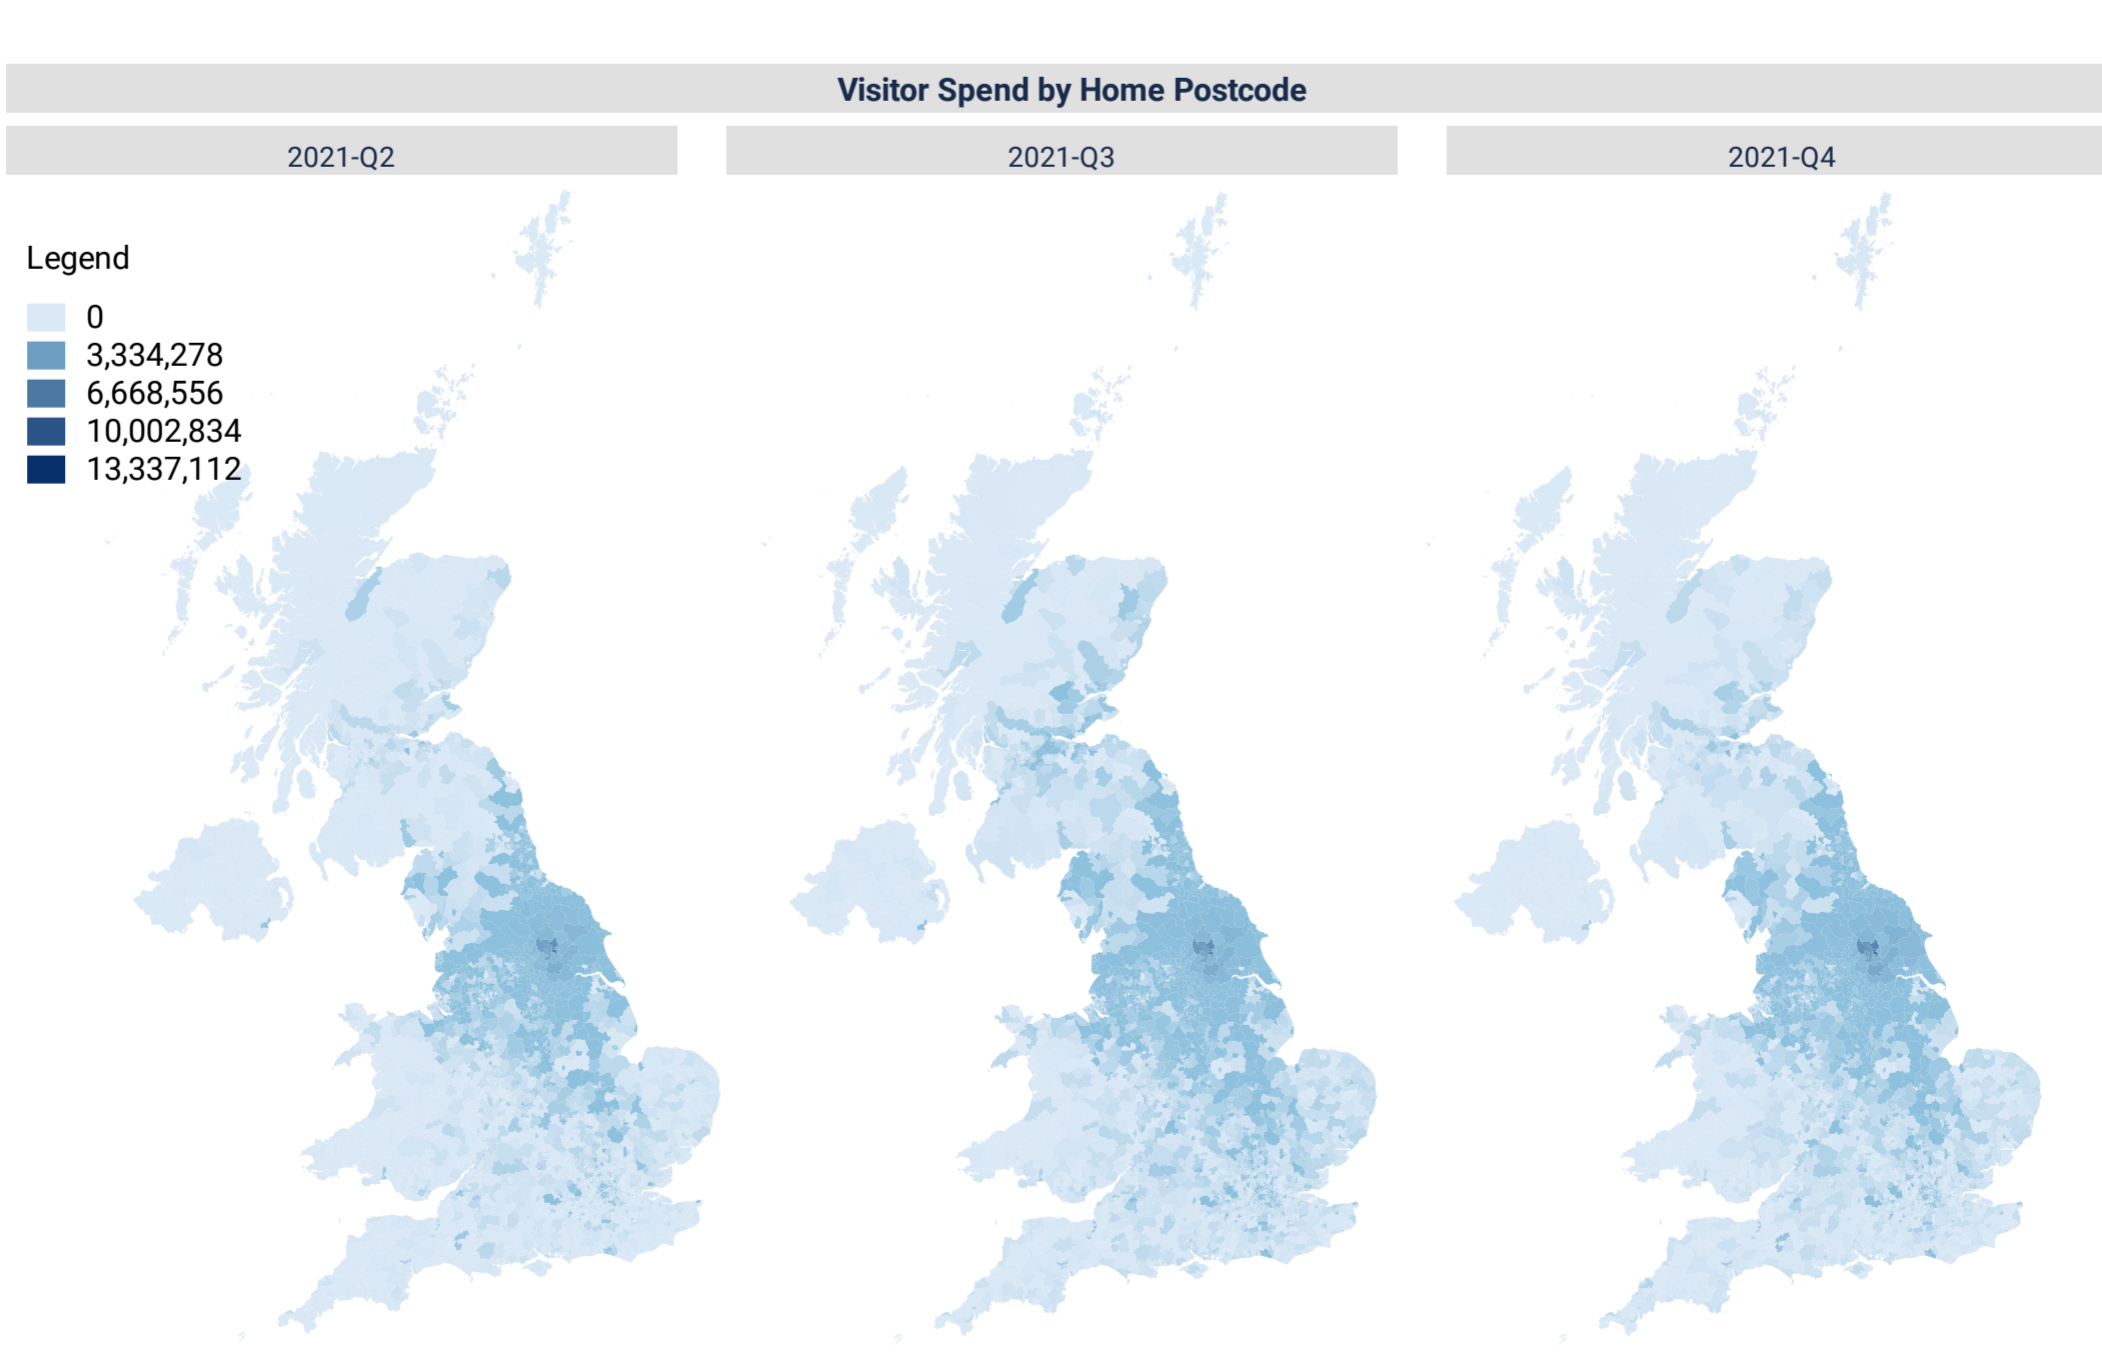 Visitor Spend by Home Postcode
2021-Q2
2021-Q3
2021-Q4
Legend
0
3,334,278
6,668,556
10,002,834
13,337,112